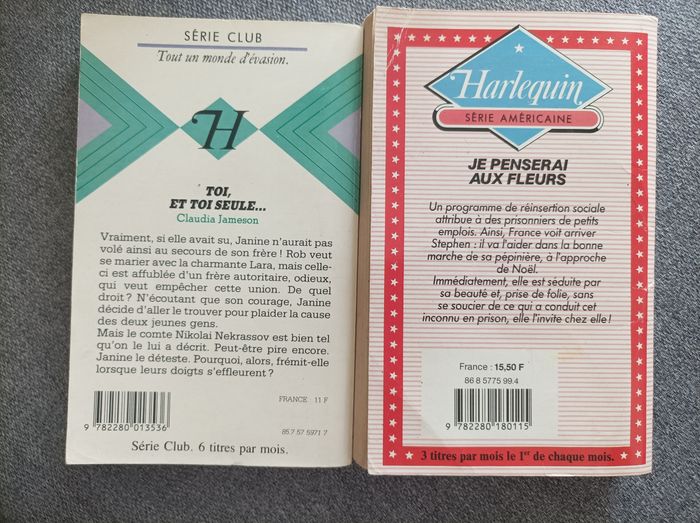 SÉRIE CLUB
Tout un monde d'évasion.
H
TOI,
ET TOI SEULE...
Claudia Jameson
Vraiment, si elle avait su, Janine n'aurait pas
volé ainsi au secours de son frère ! Rob veut
se marier avec la charmante Lara, mais celle-
ci est affublée d'un frère autoritaire, odieux,
qui veut empêcher cette union. De quel
droit ? N'écoutant que son courage, Janine
décide d'aller le trouver pour plaider la cause
des deux jeunes gens.
Mais le comte Nikolai Nekrassov est bien tel
qu'on le lui a décrit. Peut-être pire encore.
Janine le déteste. Pourquoi, alors, frémit-elle
lorsque leurs doigts s'effleurent ?
FRANCE : 11 F
85.7 57 5971 7
9 782280 013536
Série Club. 6 titres par mois.
Harlequin
SÉRIE AMÉRICAINE
JE PENSERAI
AUX FLEURS
Un programme de réinsertion sociale
attribue à des prisonniers de petits
emplois. Ainsi, France voit arriver
Stephen : il va l'aider dans la bonne
marche de sa pépinière, à l'approche
de Noël.
Immédiatement, elle est séduite par
sa beauté et, prise de folie, sans
se soucier de ce qui a conduit cet
inconnu en prison, elle l'invite chez elle !
France : 15,50 F
86 8 5775 99.4
9 782280 180115
3 titres par mois le 1er de chaque mois.